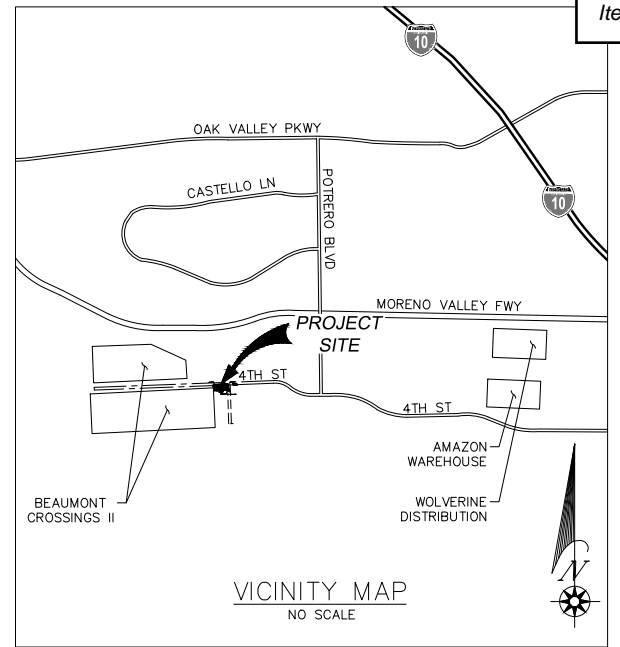 Ite
10
OAK VALLEY PKWY
CASTELLO LN
POTRERO BLVD
10
MORENO VALLEY FWY
PROJECT
SITE
4TH ST
4TH ST
AMAZON
WAREHOUSE
BEAUMONT
CROSSINGS II
WOLVERINE
DISTRIBUTION
N
VICINITY MAP
NO SCALE